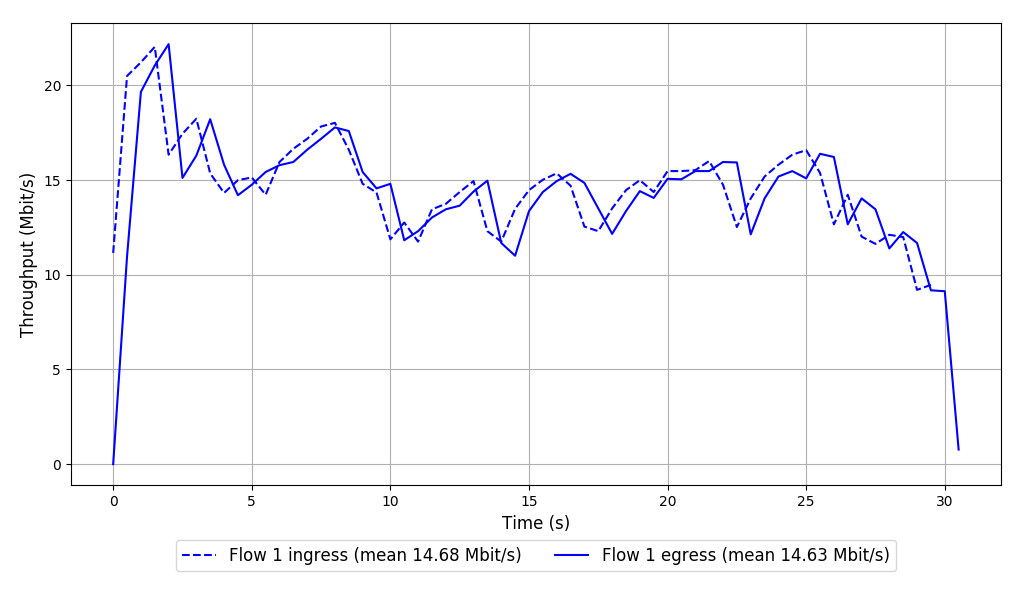 Throughput (Mbit/s)
20
15
10
5
0
0 5 10 15 20 25 30
Time (s)
Flow 1 ingress (mean 14.68 Mbit/s) Flow 1 egress (mean 14.63 Mbit/s)